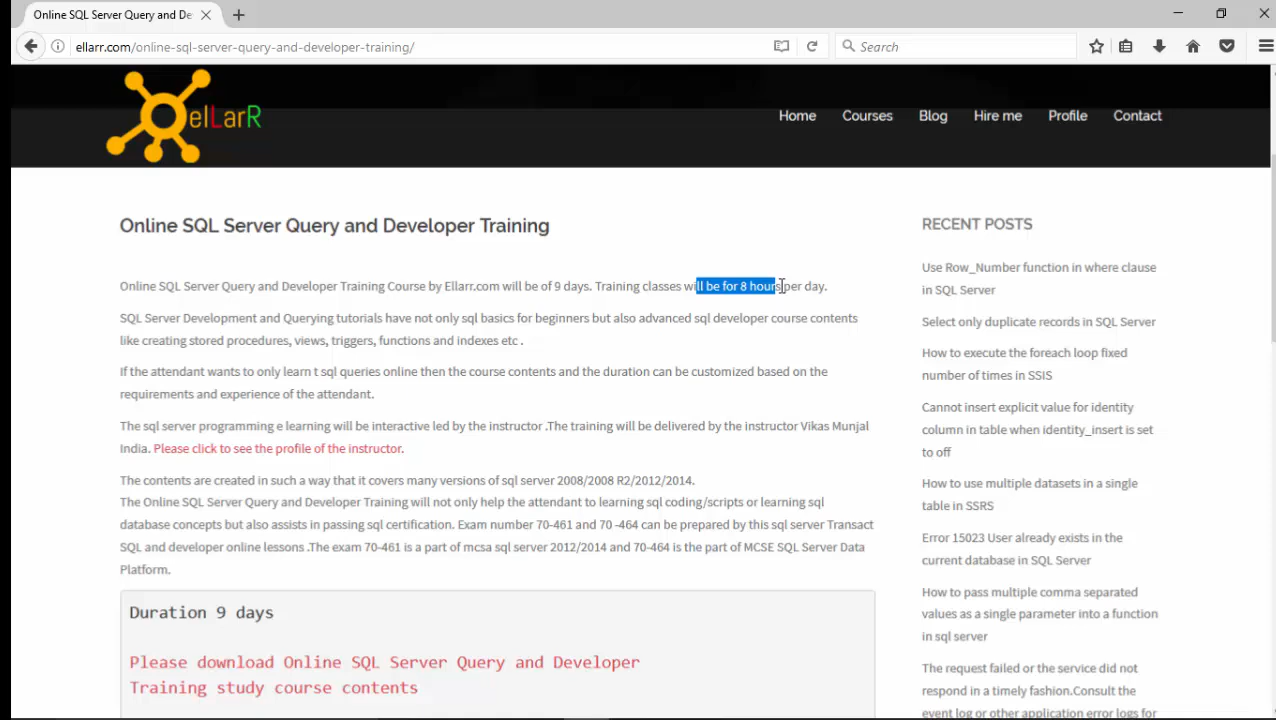 Online SQL Server Query and De
ellarr.com/online-sql-server-query-and-developer-training/
Search
elLarR
Home Courses Blog Hire me Profile Contact
Online SQL Server Query and Developer Training
Online SQL Server Query and Developer Training Course by Ellarr.com will be of 9 days. Training classes will be for 8 hours per day.
SQL Server Development and Querying tutorials have not only sql basics for beginners but also advanced sql developer course contents
like creating stored procedures, views, triggers, functions and indexes etc .
If the attendant wants to only learn t sql queries online then the course contents and the duration can be customized based on the
requirements and experience of the attendant.
The sql server programming e learning will be interactive led by the instructor .The training will be delivered by the instructor Vikas Munjal
India. Please click to see the profile of the instructor.
The contents are created in such a way that it covers many versions of sql server 2008/2008 R2/2012/2014.
The Online SQL Server Query and Developer Training will not only help the attendant to learning sql coding/scripts or learning sql
database concepts but also assists in passing sql certification. Exam number 70-461 and 70 -464 can be prepared by this sql server Transact
SQL and developer online lessons .The exam 70-461 is a part of mcsa sql server 2012/2014 and 70-464 is the part of MCSE SQL Server Data
Platform.
Duration 9 days
Please download Online SQL Server Query and Developer
Training study course contents
RECENT POSTS
Use Row_Number function in where clause
in SQL Server
Select only duplicate records in SQL Server
How to execute the foreach loop fixed
number of times in SSIS
Cannot insert explicit value for identity
column in table when identity_insert is set
to off
How to use multiple datasets in a single
table in SSRS
Error 15023 User already exists in the
current database in SQL Server
How to pass multiple comma separated
values as a single parameter into a function
in sql server
The request failed or the service did not
respond in a timely fashion.Consult the
event log or other application error logs for